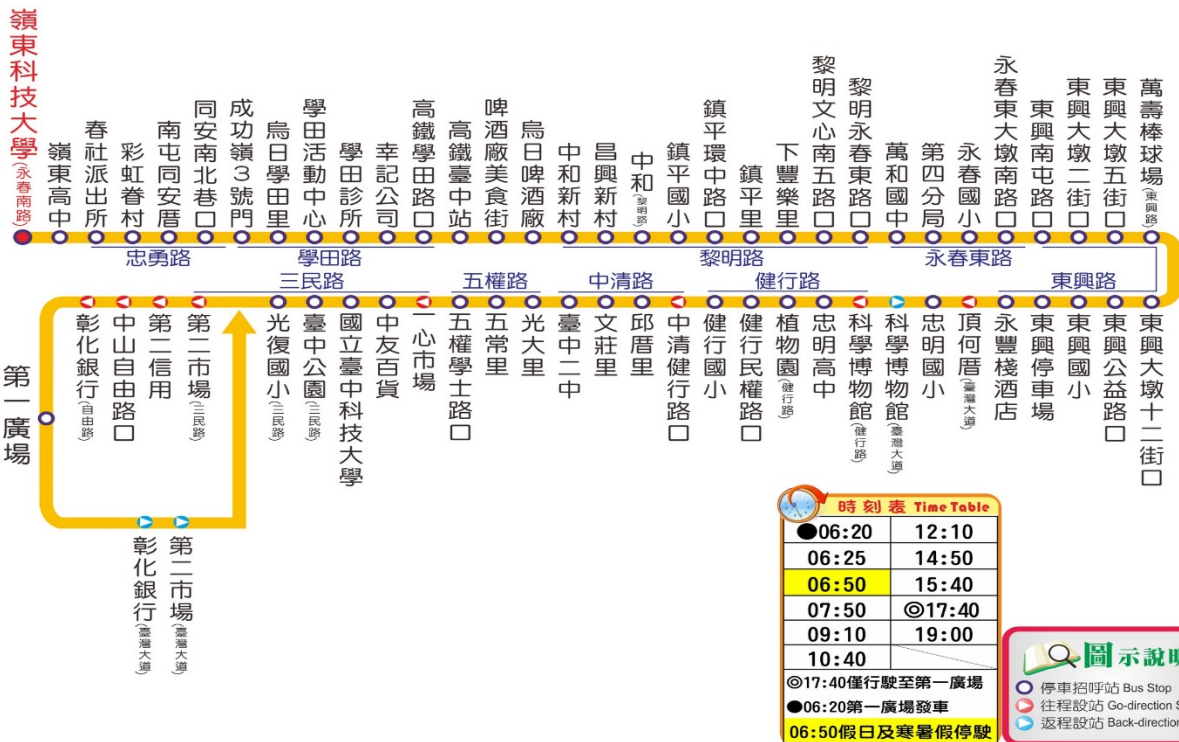 嶺東科技大學(永春南路)
嶺東高中
春社派出所
彩虹眷村
南屯同安厝
同安南北巷口
成功嶺3號門
烏日學田里
學田活動中心
學田診所
幸記公司
高鐵學田路口
高鐵臺中站
啤酒廠美食街
烏日啤酒廠
中和新村
昌興新村
中和(黎明路)
鎮平國小
鎮平環中路口
鎮平里
下豐樂里
黎明文心南五路口
黎明永春東路口
萬和國中
第四分局
永春國小
永春東大墩南路口
東興南屯路口
東興大墩二街口
東興大墩五街口
萬壽棒球場(東興路)
忠勇路
學田路
黎明路
永春東路
三民路
五權路
中清路
健行路
東興路
彰化銀行(自由路)
中山自由路口
第二信用
第二市場(三民路)
光復國小(三民路)
臺中公園(三民路)
國立臺中科技大學
中友百貨
一心市場
五權學士路口
五常里
光大里
臺中二中
文莊里
邱厝里
中清健行路口
健行國小
健行民權路口
植物園(健行路)
忠明高中
科學博物館(健行路)
科學博物館(臺灣大道)
忠明國小
頂何厝(臺灣大道)
永豐棧酒店
東興停車場
東興國小
東興公益路口
東興大墩十二街口
第一廣場
彰化銀行(臺灣大道)
第二市場(臺灣大道)
時刻表 Time Table
●06:20 12:10
06:25 14:50
06:50 15:40
07:50 ◎17:40
09:10 19:00
10:40
◎17:40僅行駛至第一廣場
●06:20第一廣場發車
06:50假日及寒暑假停駛
圖示說明
停車招呼站 Bus Stop
往程設站 Go-direction S
返程設站 Back-direction